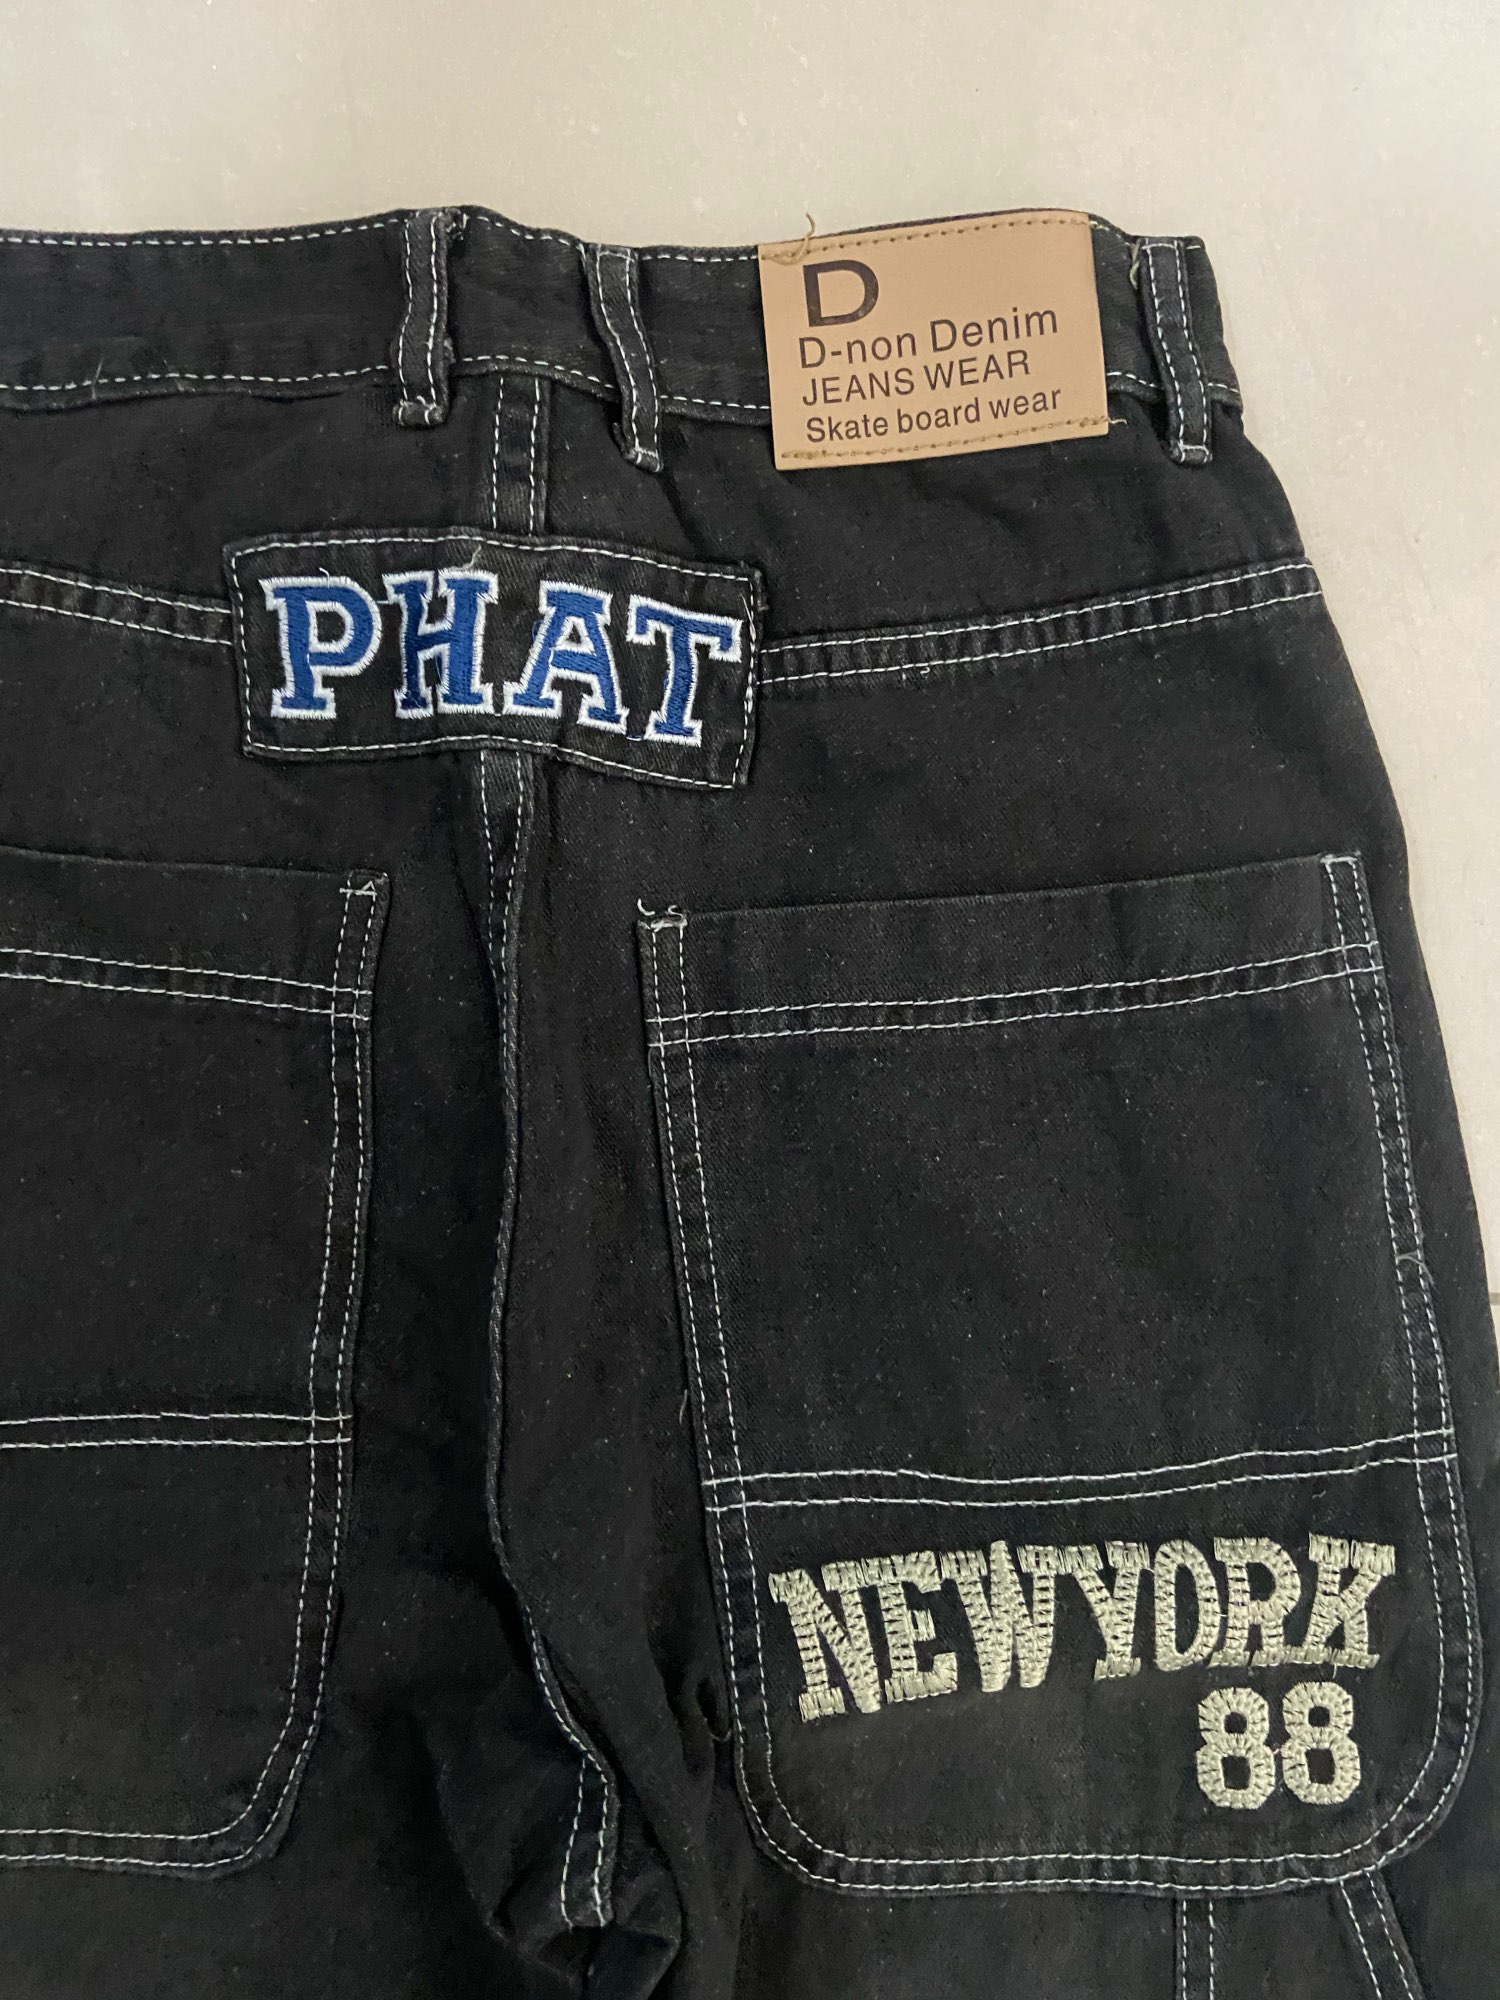 D
D-non Denim
JEANS WEAR
Skate board wear
PHAT
NEWYORK
88